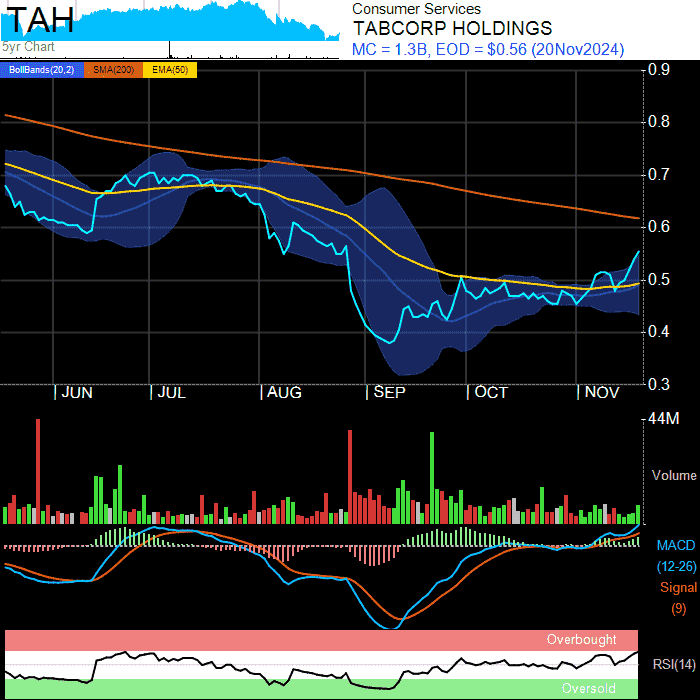 TAH
5yr Chart
Consumer Services
TABCORP HOLDINGS
MC = 1.3B, EOD = $0.56 (20Nov2024)
BollBands(20,2) SMA(200) EMA(50)
0.9
0.8
0.7
0.6
0.5
0.4
0.3
JUN JUL AUG SEP OCT NOV
44M
Volume
MACD
(12-26)
Signal
(9)
Overbought
RSI(14)
Oversold